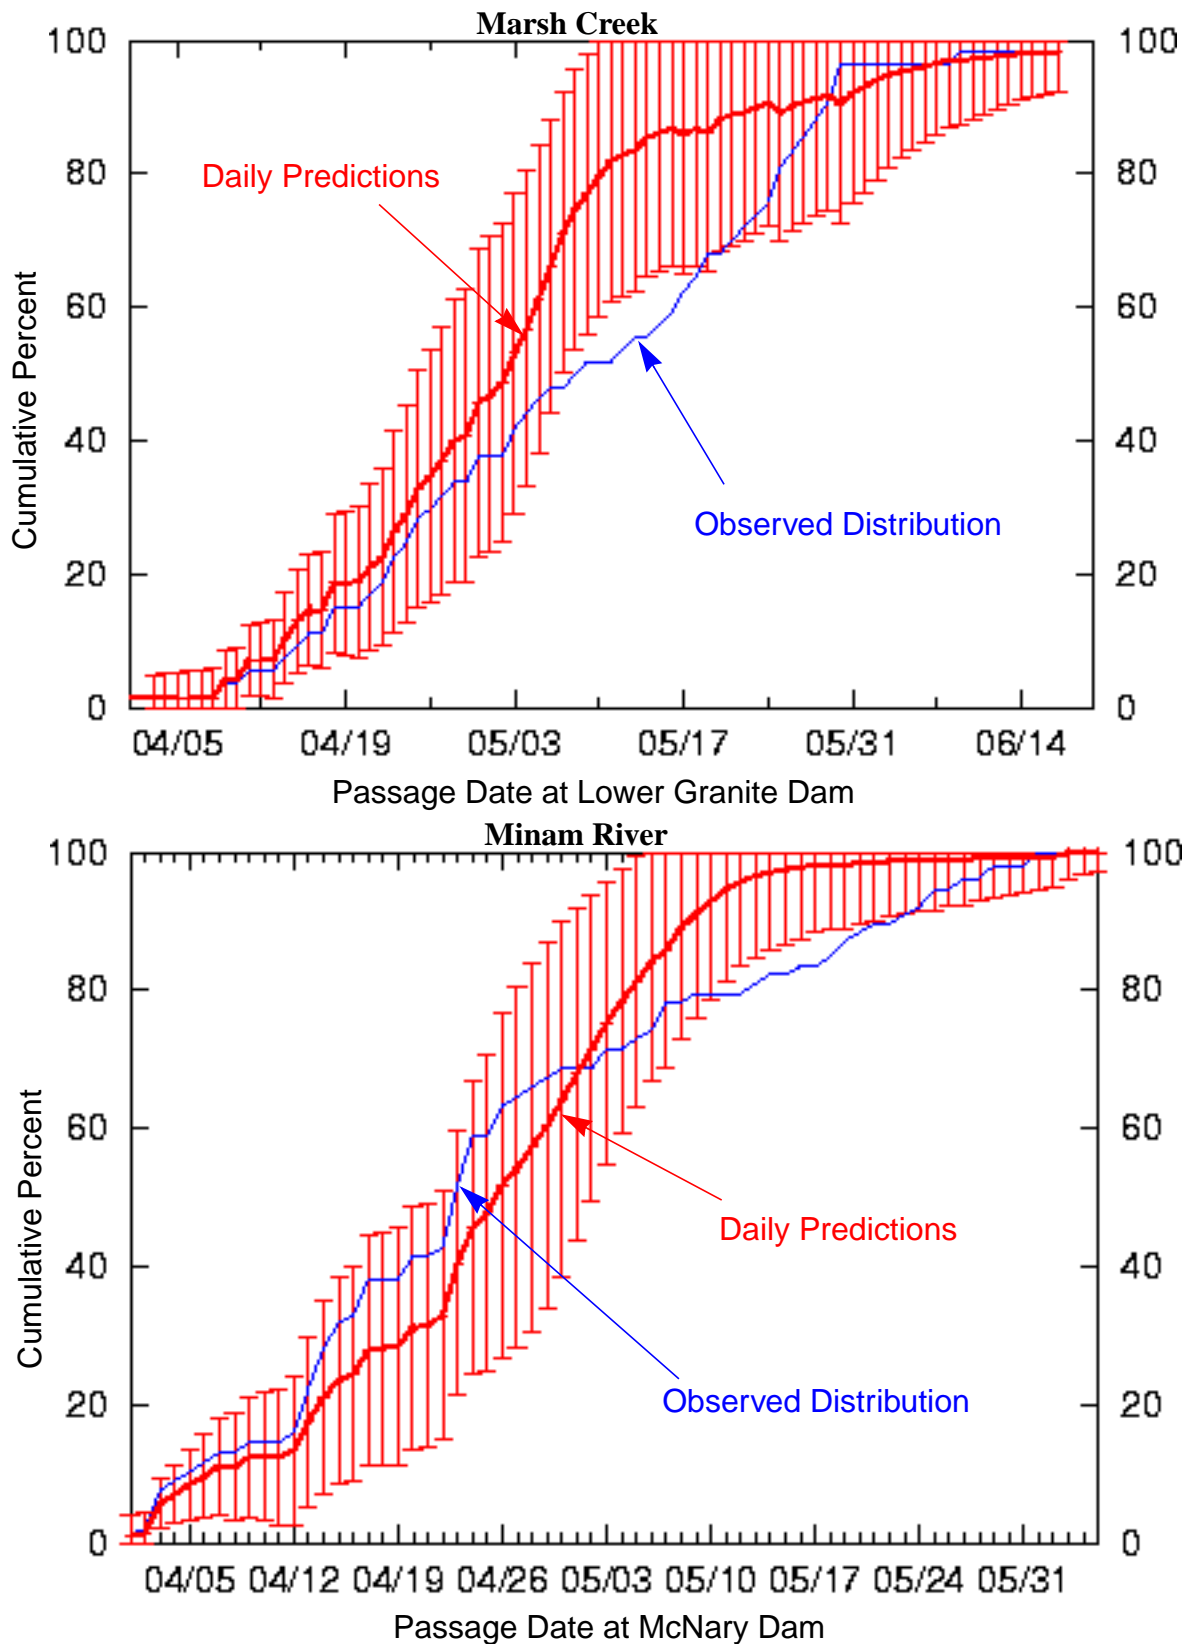 Marsh Creek
100 100
Daily Predictions
80 80
60 60
Cumulative Percent
40 40
Observed Distribution
20 20
0 0
04/05 04/19 05/03 05/17 05/31 06/14
Passage Date at Lower Granite Dam
Minam River
100 100
80 80
60 60
Cumulative Percent
Daily Predictions
40 40
Observed Distribution
20 20
0 0
04/05 04/12 04/19 04/26 05/03 05/10 05/17 05/24 05/31
Passage Date at McNary Dam